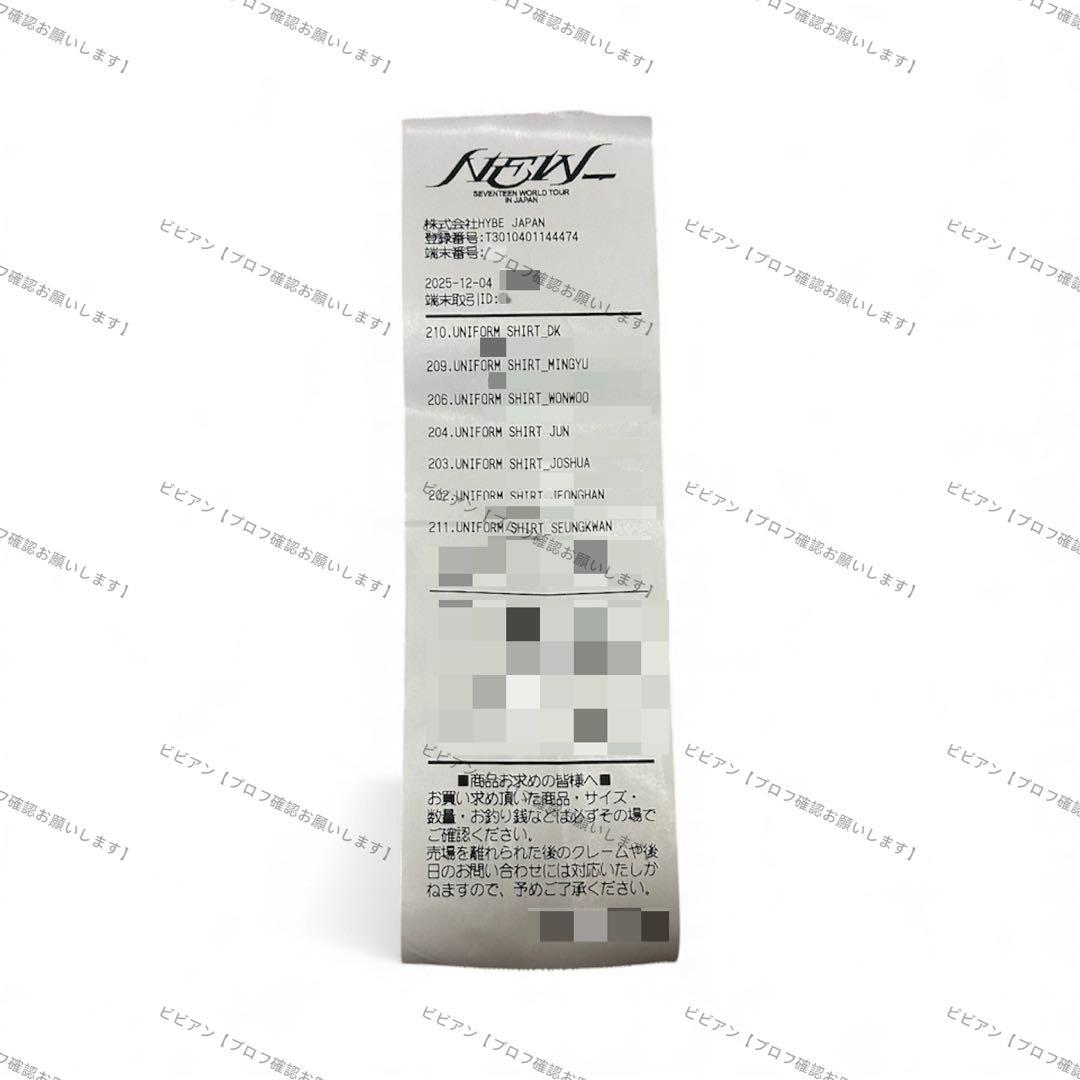 NEW_
SEVENTEEN WORLD TOUR
IN JAPAN
株式会社HYBE JAPAN
登録番号:T3010401144474
端末番号:
2025-12-04
端末取引ID:
210.UNIFORM SHIRT_DK
209.UNIFORM SHIRT_MINGYU
206.UNIFORM SHIRT_WONWOO
204.UNIFORM SHIRT_JUN
203.UNIFORM SHIRT_JOSHUA
202.UNIFORM SHIRT_JEONGHAN
211.UNIFORM SHIRT_SEUNGKWAN
■商品お求めの皆様へ■
お買い求め頂いた商品・サイズ・
数量・お釣り銭などは必ずその場で
ご確認ください。
売場を離れられた後のクレームや後
日のお問い合わせには対応いたしか
ねますので、予めご了承ください。
ビビアン【プロフ確認お願いします】